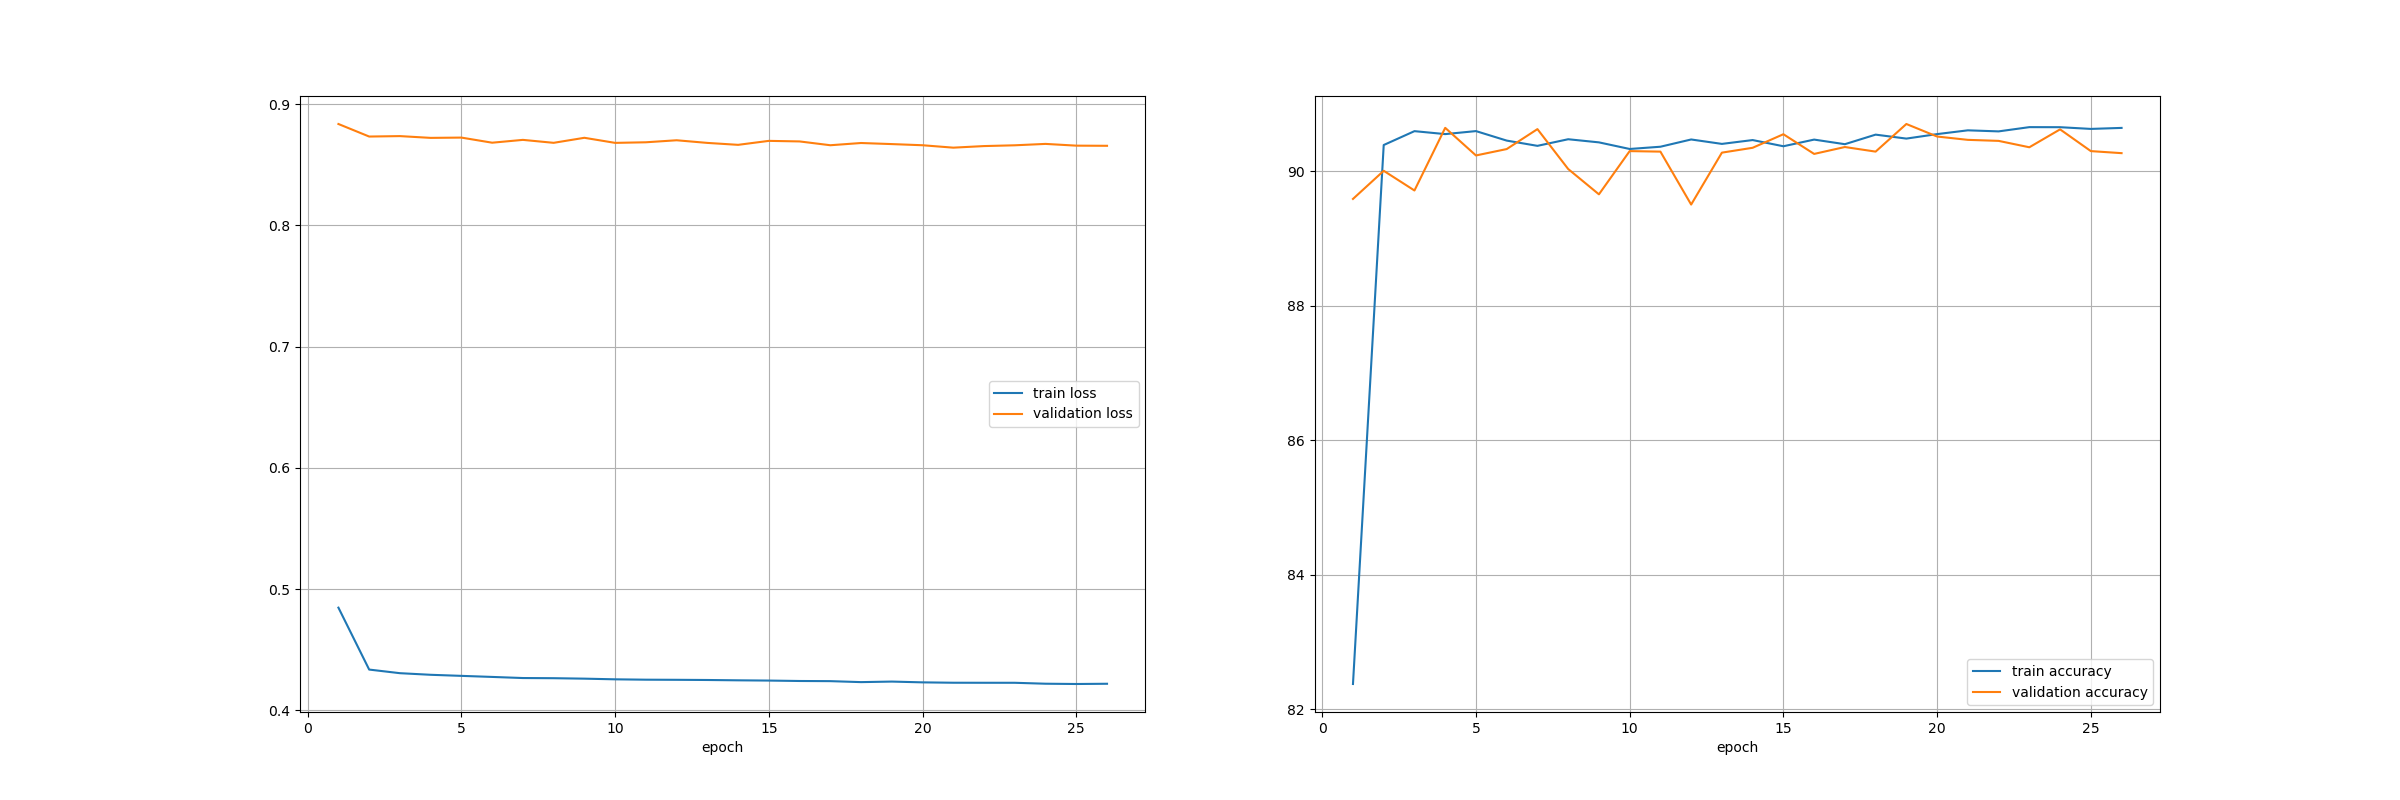 0.9
0.8
0.7
0.6
0.5
0.4
0 5 10 15 20 25
epoch
train loss
validation loss
90
88
86
84
82
0 5 10 15 20 25
epoch
train accuracy
validation accuracy